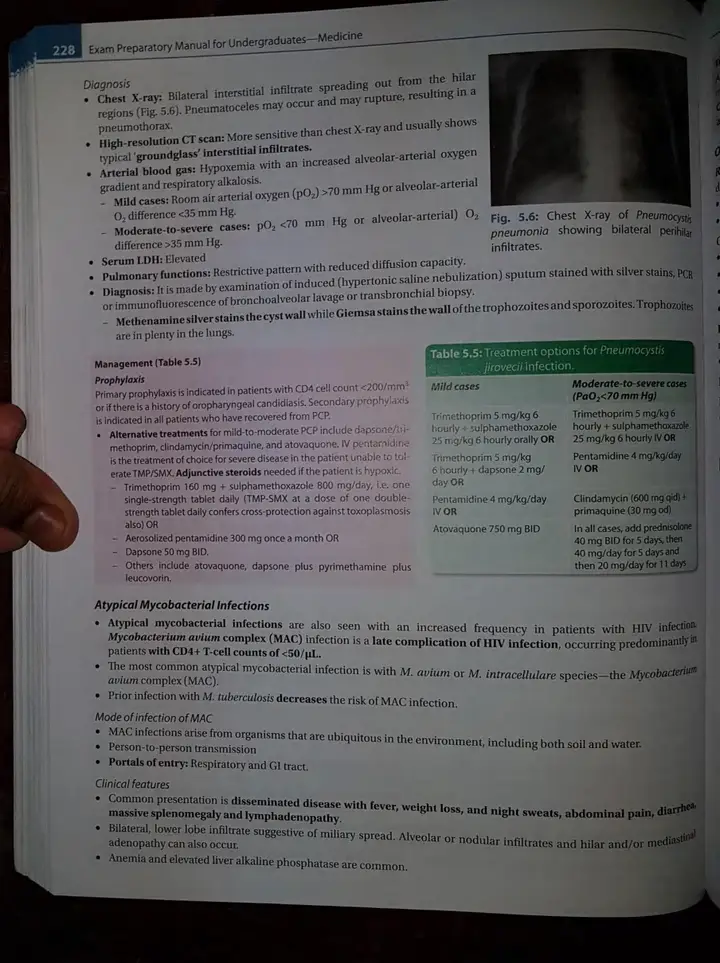 228 Exam Preparatory Manual for Undergraduates—Medicine
Diagnosis
• Chest X-ray: Bilateral interstitial infiltrate spreading out from the hilar
regions (Fig. 5.6). Pneumatoceles may occur and may rupture, resulting in a
pneumothorax.
• High-resolution CT scan: More sensitive than chest X-ray and usually shows
typical 'groundglass' interstitial infiltrates.
• Arterial blood gas: Hypoxemia with an increased alveolar-arterial oxygen
gradient and respiratory alkalosis.
– Mild cases: Room air arterial oxygen (pO₂) >70 mm Hg or alveolar-arterial
O₂ difference <35 mm Hg.
– Moderate-to-severe cases: pO₂ <70 mm Hg or alveolar-arterial) O₂
difference >35 mm Hg.
• Serum LDH: Elevated
• Pulmonary functions: Restrictive pattern with reduced diffusion capacity.
• Diagnosis: It is made by examination of induced (hypertonic saline nebulization) sputum stained with silver stains, PCR
or immunofluorescence of bronchoalveolar lavage or transbronchial biopsy.
– Methenamine silver stains the cyst wall while Giemsa stains the wall of the trophozoites and sporozoites. Trophozoites
are in plenty in the lungs.
Fig. 5.6: Chest X-ray of Pneumocystis
pneumonia showing bilateral perihilar
infiltrates.
Management (Table 5.5)
Prophylaxis
Primary prophylaxis is indicated in patients with CD4 cell count <200/mm³
or if there is a history of oropharyngeal candidiasis. Secondary prophylaxis
is indicated in all patients who have recovered from PCP.
• Alternative treatments for mild-to-moderate PCP include dapsone/tri-
methoprim, clindamycin/primaquine, and atovaquone. IV pentamidine
is the treatment of choice for severe disease in the patient unable to tol-
erate TMP/SMX. Adjunctive steroids needed if the patient is hypoxic.
– Trimethoprim 160 mg + sulphamethoxazole 800 mg/day, i.e. one
single-strength tablet daily (TMP-SMX at a dose of one double-
strength tablet daily confers cross-protection against toxoplasmosis
also) OR
– Aerosolized pentamidine 300 mg once a month OR
– Dapsone 50 mg BID.
– Others include atovaquone, dapsone plus pyrimethamine plus
leucovorin.
Table 5.5: Treatment options for Pneumocystis
jirovecii infection.
Mild cases
Moderate-to-severe cases
(PaO₂<70 mm Hg)
Trimethoprim 5 mg/kg 6
hourly + sulphamethoxazole
25 mg/kg 6 hourly orally OR
Trimethoprim 5 mg/kg 6
hourly + sulphamethoxazole
25 mg/kg 6 hourly IV OR
Trimethoprim 5 mg/kg
6 hourly + dapsone 2 mg/
day OR
Pentamidine 4 mg/kg/day
IV OR
Pentamidine 4 mg/kg/day
IV OR
Clindamycin (600 mg qid) +
primaquine (30 mg od)
Atovaquone 750 mg BID
In all cases, add prednisolone
40 mg BID for 5 days, then
40 mg/day for 5 days and
then 20 mg/day for 11 days
Atypical Mycobacterial Infections
• Atypical mycobacterial infections are also seen with an increased frequency in patients with HIV infection.
Mycobacterium avium complex (MAC) infection is a late complication of HIV infection, occurring predominantly in
patients with CD4+ T-cell counts of <50/μL.
• The most common atypical mycobacterial infection is with M. avium or M. intracellulare species—the Mycobacterium
avium complex (MAC).
• Prior infection with M. tuberculosis decreases the risk of MAC infection.
Mode of infection of MAC
• MAC infections arise from organisms that are ubiquitous in the environment, including both soil and water.
• Person-to-person transmission
• Portals of entry: Respiratory and GI tract.
Clinical features
• Common presentation is disseminated disease with fever, weight loss, and night sweats, abdominal pain, diarrhea,
massive splenomegaly and lymphadenopathy.
• Bilateral, lower lobe infiltrate suggestive of miliary spread. Alveolar or nodular infiltrates and hilar and/or mediastinal
adenopathy can also occur.
• Anemia and elevated liver alkaline phosphatase are common.